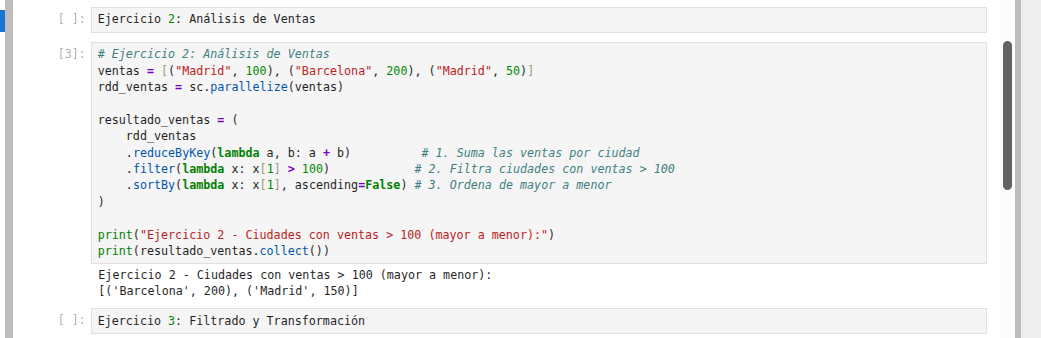 [ ]: Ejercicio 2: Análisis de Ventas
[3]: # Ejercicio 2: Análisis de Ventas
ventas = [("Madrid", 100), ("Barcelona", 200), ("Madrid", 50)]
rdd_ventas = sc.parallelize(ventas)

resultado_ventas = (
    rdd_ventas
    .reduceByKey(lambda a, b: a + b)          # 1. Suma las ventas por ciudad
    .filter(lambda x: x[1] > 100)            # 2. Filtra ciudades con ventas > 100
    .sortBy(lambda x: x[1], ascending=False) # 3. Ordena de mayor a menor
)

print("Ejercicio 2 - Ciudades con ventas > 100 (mayor a menor):")
print(resultado_ventas.collect())
Ejercicio 2 - Ciudades con ventas > 100 (mayor a menor):
[('Barcelona', 200), ('Madrid', 150)]
[ ]: Ejercicio 3: Filtrado y Transformación